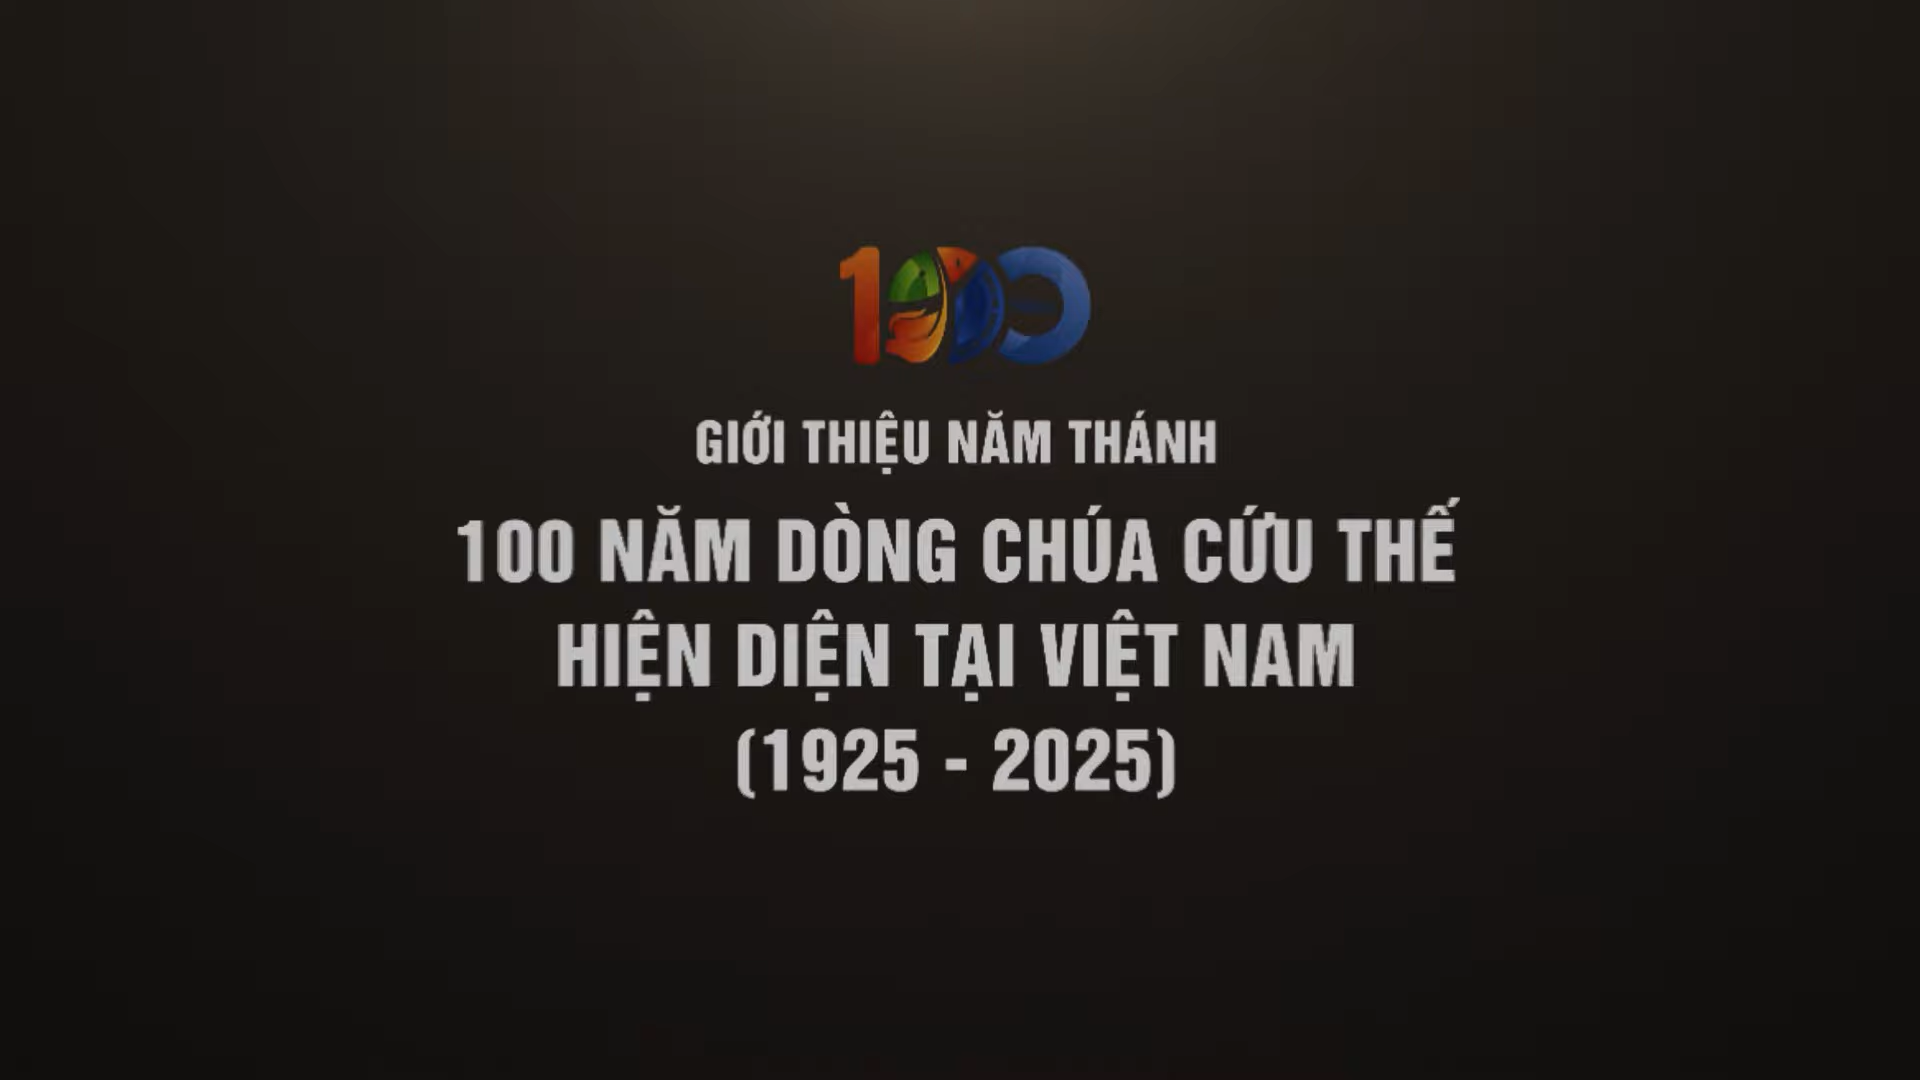 100
GIỚI THIỆU NĂM THÁNH
100 NĂM DÒNG CHÚA CỨU THẾ
HIỆN DIỆN TẠI VIỆT NAM
(1925 - 2025)